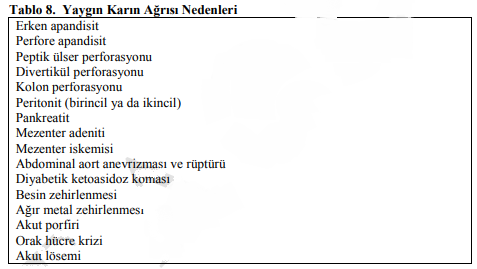 Tablo 8. Yaygın Karın Ağrısı Nedenleri
Erken apandisit
Perfore apandisit
Peptik ülser perforasyonu
Divertikül perforasyonu
Kolon perforasyonu
Peritonit (birincil ya da ikincil)
Pankreatit
Mezenter adeniti
Mezenter iskemisi
Abdominal aort anevrizması ve rüptürü
Diyabetik ketoasidoz koması
Besin zehirlenmesi
Ağır metal zehirlenmesı
Akut porfiri
Orak hücre krizi
Akut lösemi